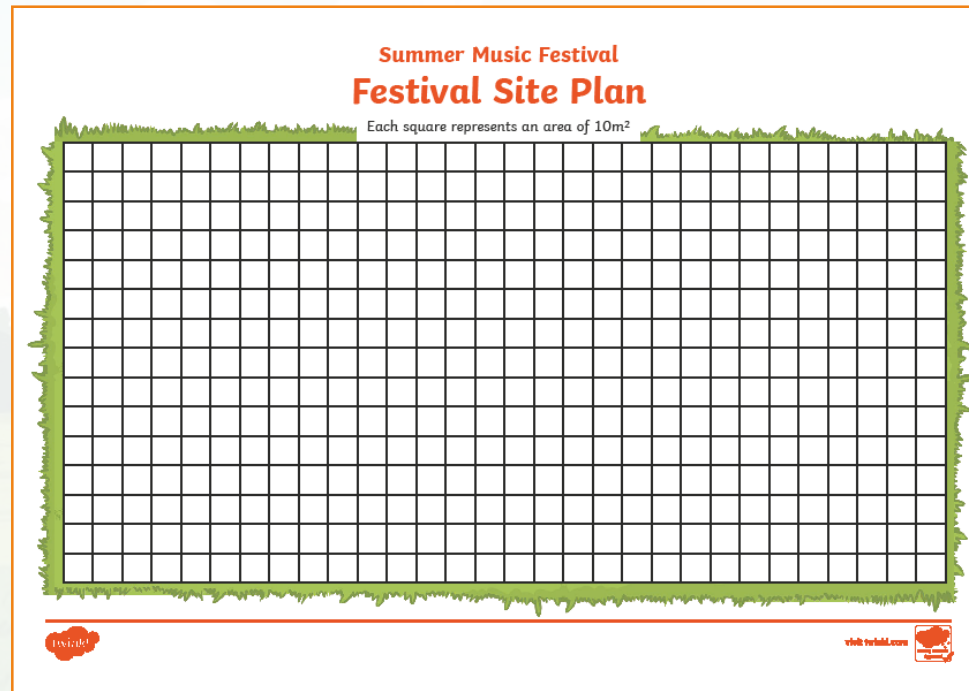 Summer Music Festival
Festival Site Plan
Each square represents an area of 10m²
twinkl
visit twinkl.com